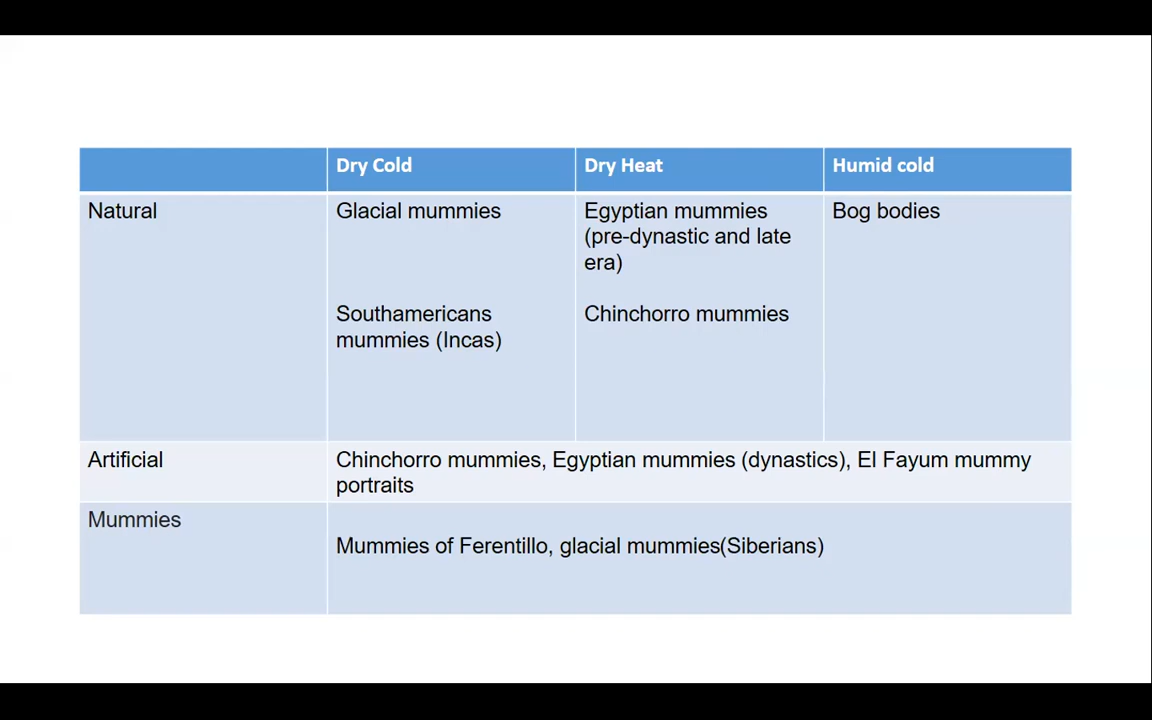 Dry Cold
Dry Heat
Humid cold
Natural
Glacial mummies
Southamericans
mummies (Incas)
Egyptian mummies
(pre-dynastic and late
era)
Chinchorro mummies
Bog bodies
Artificial
Chinchorro mummies, Egyptian mummies (dynastics), El Fayum mummy
portraits
Mummies
Mummies of Ferentillo, glacial mummies(Siberians)